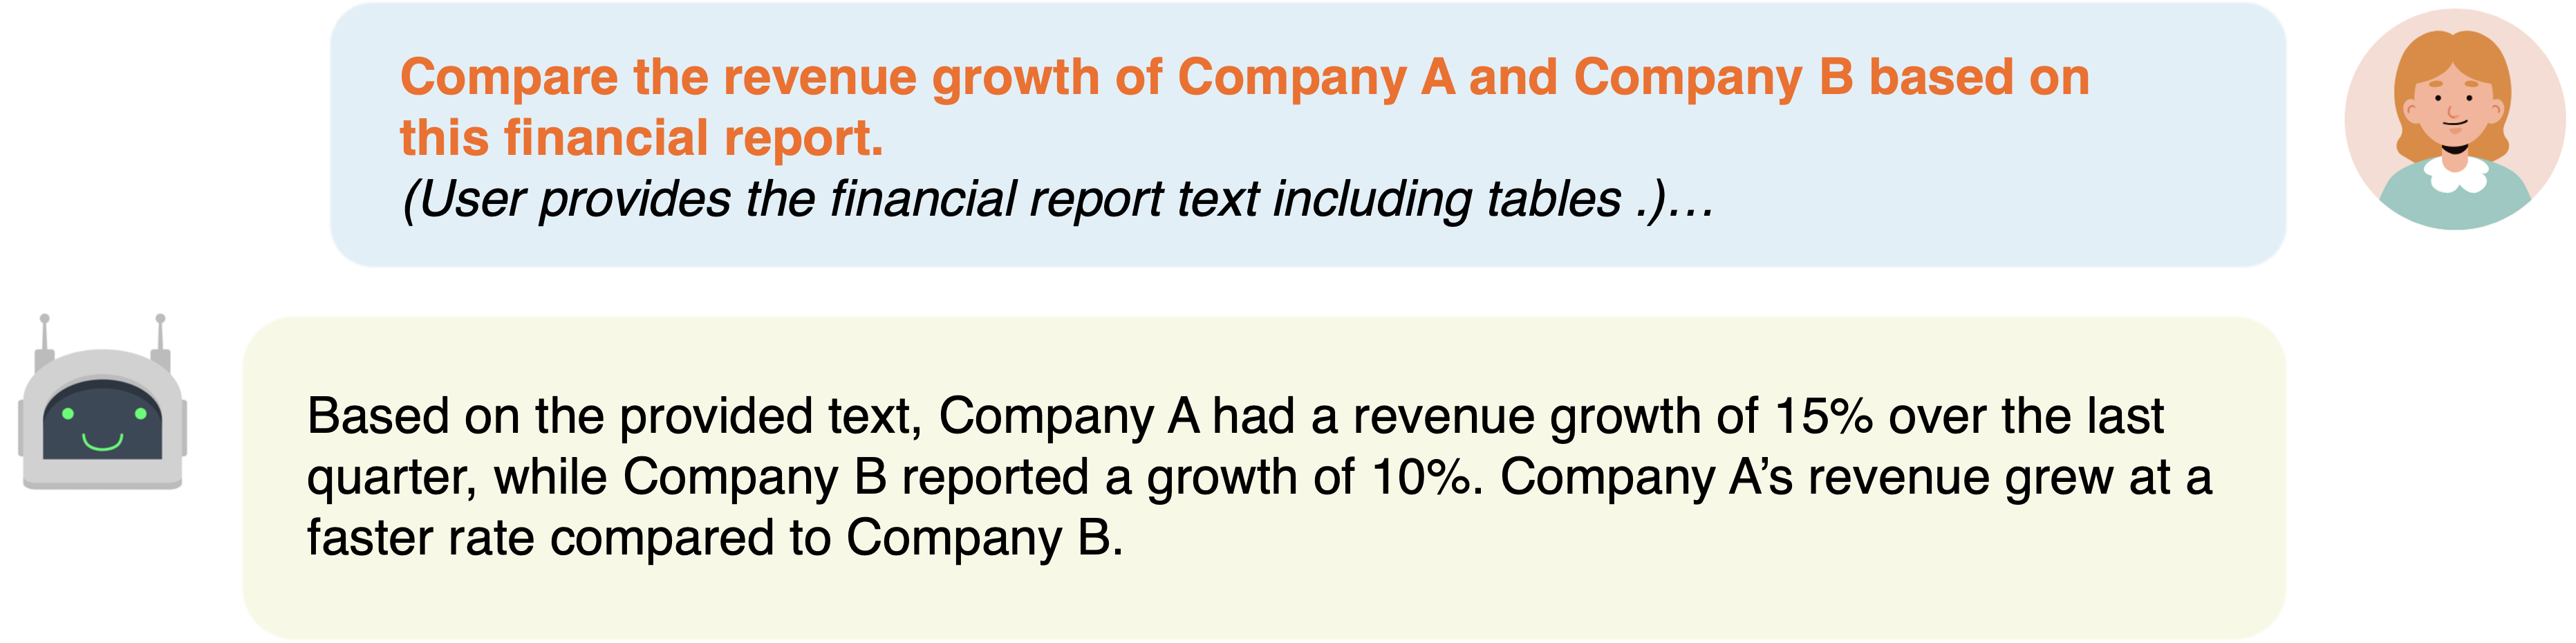 Compare the revenue growth of Company A and Company B based on
this financial report.
(User provides the financial report text including tables .)…
Based on the provided text, Company A had a revenue growth of 15% over the last
quarter, while Company B reported a growth of 10%. Company A’s revenue grew at a
faster rate compared to Company B.